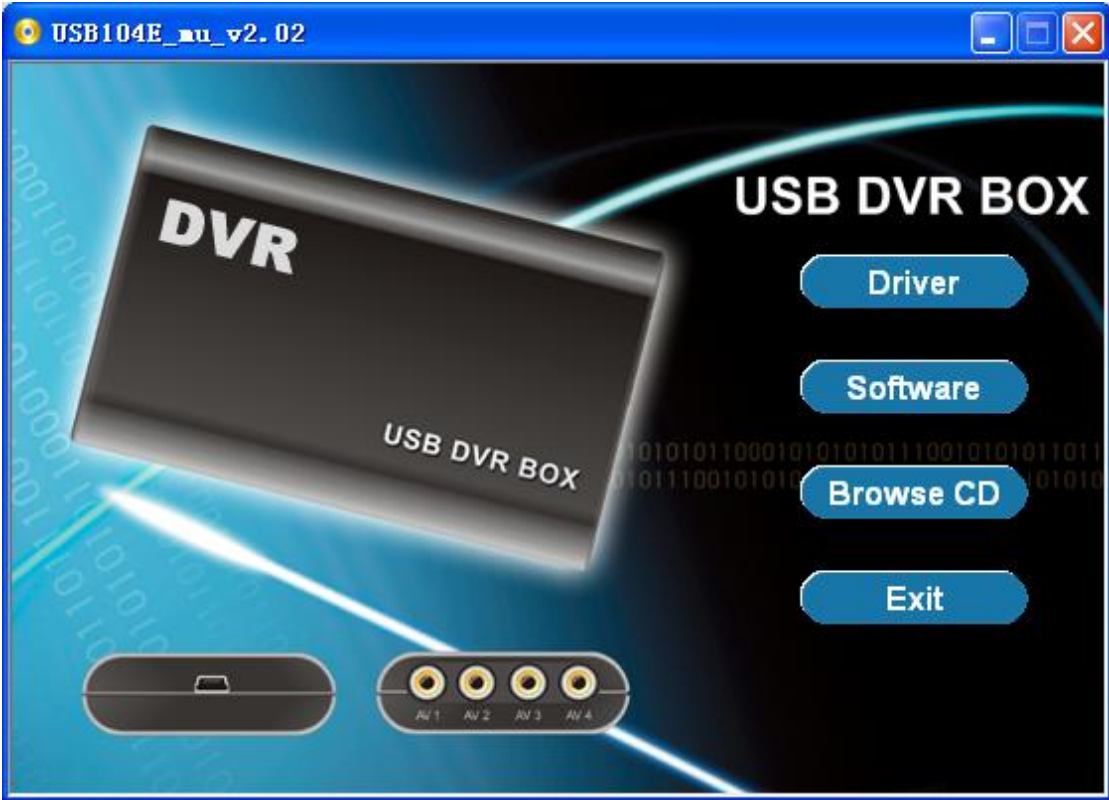 USB104E_mu_v2.02
USB DVR BOX
DVR
Driver
Software
USB DVR BOX
Browse CD
Exit
AV 1 AV 2 AV 3 AV 4